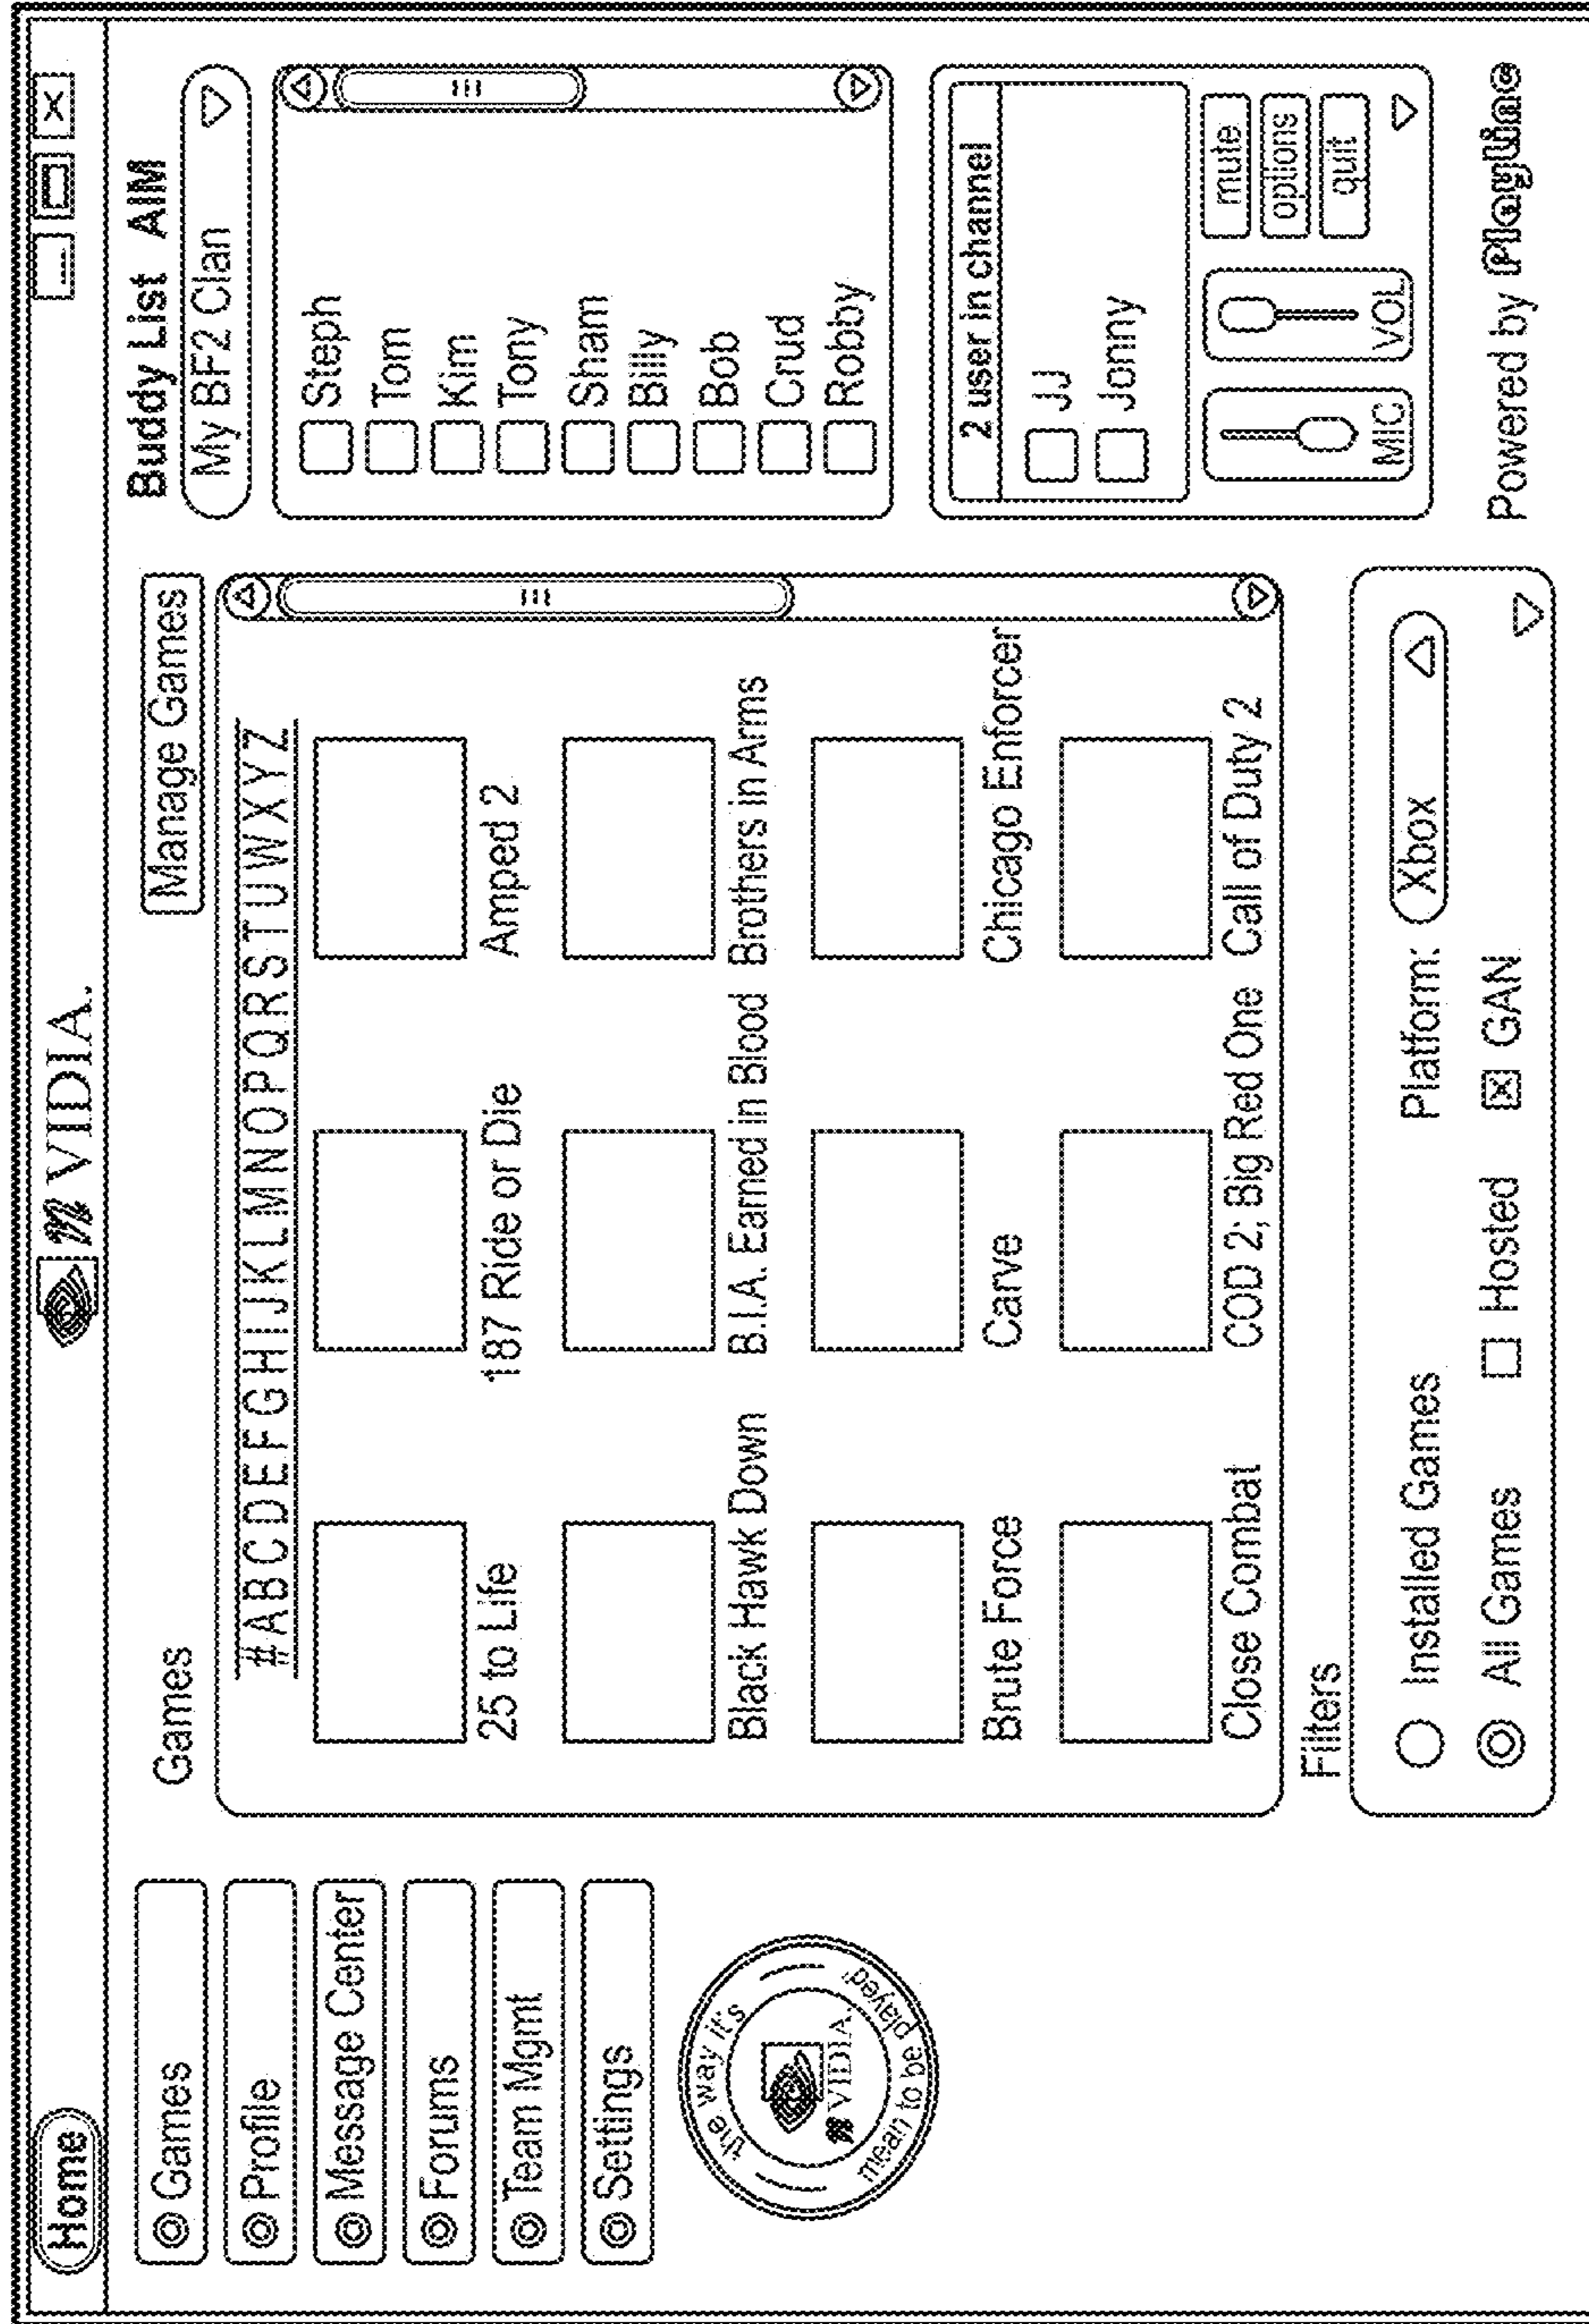 Home
nVIDIA.
Games
Profile
Message Center
Forums
Team Mgmt
Settings
the way it's
nVIDIA.
mean to be played'
Games
Manage Games
#ABCDEFGHIJKLMNOPQRSTUWXYZ
25 to Life 187 Ride or Die Amped 2
Black Hawk Down B.I.A. Earned in Blood Brothers in Arms
Brute Force Carve Chicago Enforcer
Close Combat COD 2; Big Red One Call of Duty 2
Filters
Installed Games Platform: Xbox
All Games Hosted GAN
Buddy List AIM
My BF2 Clan
Steph
Tom
Kim
Tony
Sham
Billy
Bob
Crud
Robby
2 user in channel
JJ
Jonny
mute
options
quit
MIC VOL
Powered by PlayLinc